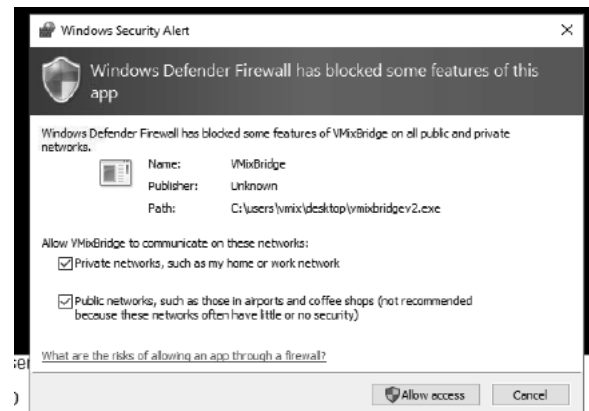 Windows Security Alert
Windows Defender Firewall has blocked some features of this
app
Windows Defender Firewall has blocked some features of VMixBridge on all public and private
networks.
Name: VMixBridge
Publisher: Unknown
Path: C:\users\vmix\desktop\vmixbridgev2.exe
Allow VMixBridge to communicate on these networks:
Private networks, such as my home or work network
Public networks, such as those in airports and coffee shops (not recommended
because these networks often have little or no security)
What are the risks of allowing an app through a firewall?
Allow access Cancel